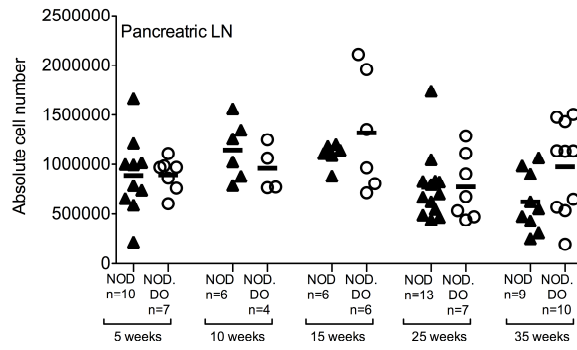 Pancreatric LN
Absolute cell number
2500000
2000000
1500000
1000000
500000
0
NOD n=10
NOD. DO n=7
5 weeks
NOD n=6
NOD. DO n=4
10 weeks
NOD n=6
NOD. DO n=6
15 weeks
NOD n=13
NOD. DO n=7
25 weeks
NOD n=9
NOD. DO n=10
35 weeks